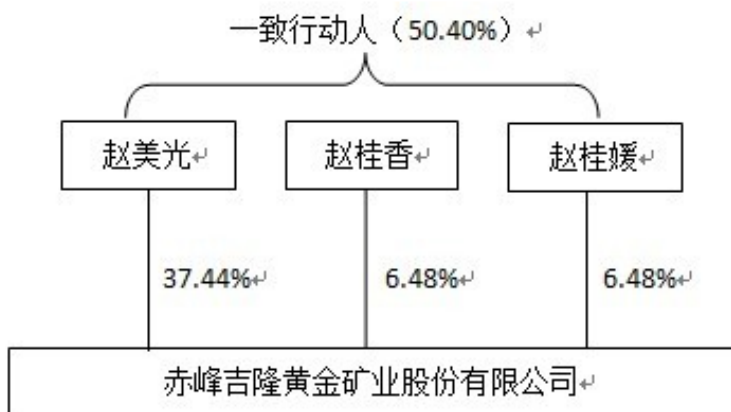 一致行动人（50.40%）
赵美光 赵桂香 赵桂媛
37.44% 6.48% 6.48%
赤峰吉隆黄金矿业股份有限公司